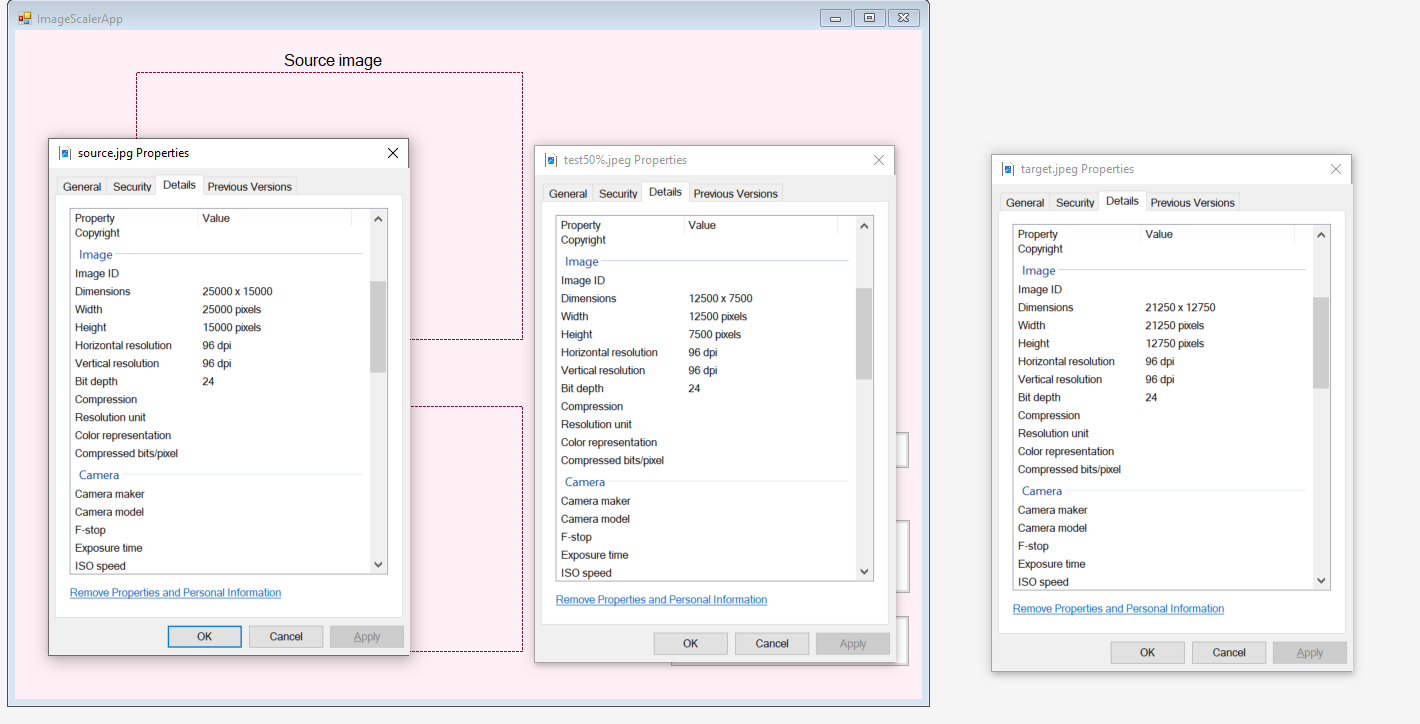 ImageScalerApp
Source image
source.jpg Properties
General Security Details Previous Versions
Property Value
Copyright
Image
Image ID
Dimensions 25000 x 15000
Width 25000 pixels
Height 15000 pixels
Horizontal resolution 96 dpi
Vertical resolution 96 dpi
Bit depth 24
Compression
Resolution unit
Color representation
Compressed bits/pixel
Camera
Camera maker
Camera model
F-stop
Exposure time
ISO speed
Remove Properties and Personal Information
OK Cancel Apply
test50%.jpeg Properties
General Security Details Previous Versions
Property Value
Copyright
Image
Image ID
Dimensions 12500 x 7500
Width 12500 pixels
Height 7500 pixels
Horizontal resolution 96 dpi
Vertical resolution 96 dpi
Bit depth 24
Compression
Resolution unit
Color representation
Compressed bits/pixel
Camera
Camera maker
Camera model
F-stop
Exposure time
ISO speed
Remove Properties and Personal Information
OK Cancel Apply
target.jpeg Properties
General Security Details Previous Versions
Property Value
Copyright
Image
Image ID
Dimensions 21250 x 12750
Width 21250 pixels
Height 12750 pixels
Horizontal resolution 96 dpi
Vertical resolution 96 dpi
Bit depth 24
Compression
Resolution unit
Color representation
Compressed bits/pixel
Camera
Camera maker
Camera model
F-stop
Exposure time
ISO speed
Remove Properties and Personal Information
OK Cancel Apply